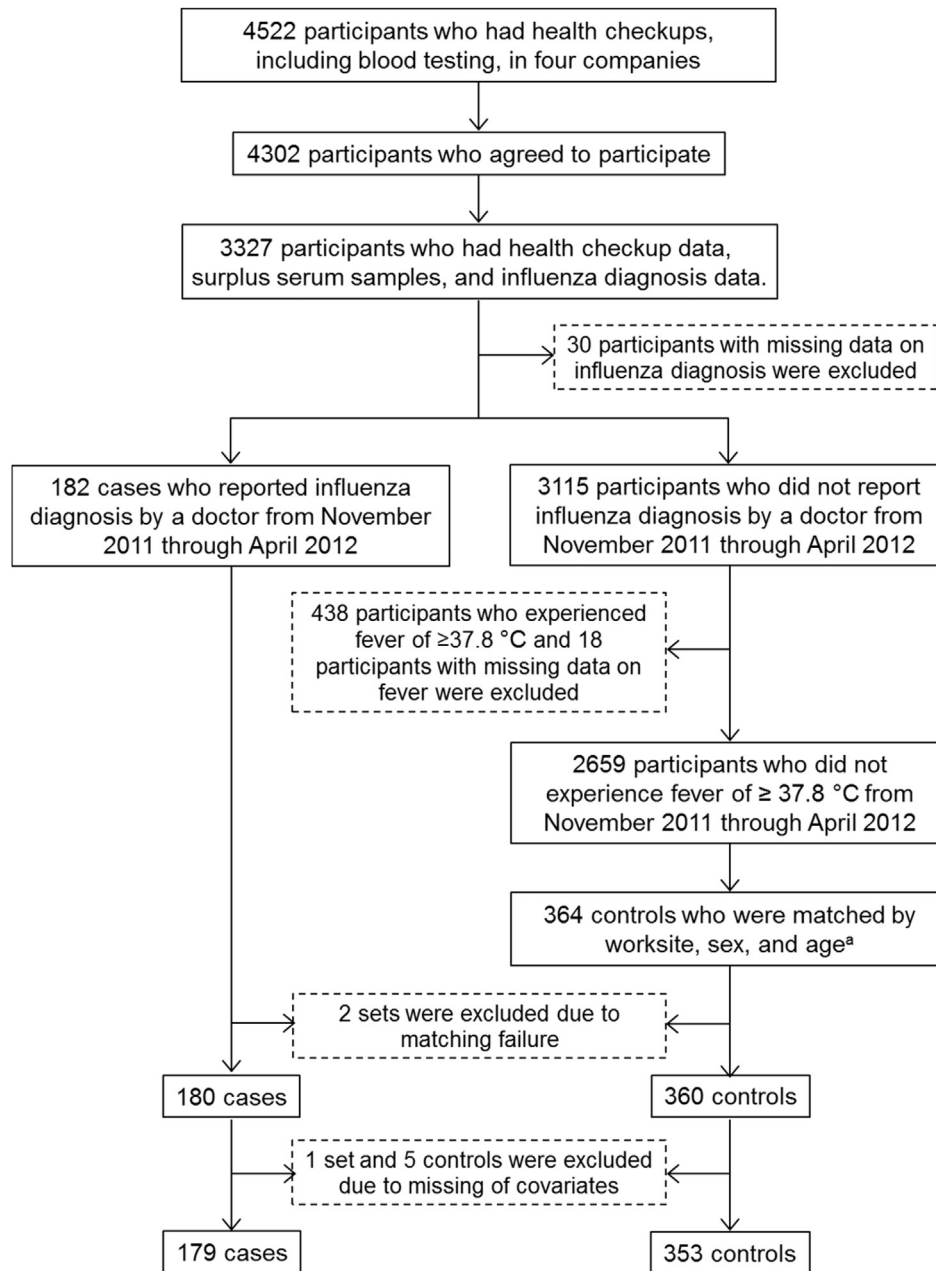 4522 participants who had health checkups,
including blood testing, in four companies
4302 participants who agreed to participate
3327 participants who had health checkup data,
surplus serum samples, and influenza diagnosis data.
30 participants with missing data on
influenza diagnosis were excluded
182 cases who reported influenza
diagnosis by a doctor from November
2011 through April 2012
3115 participants who did not report
influenza diagnosis by a doctor from
November 2011 through April 2012
438 participants who experienced
fever of ≥37.8 °C and 18
participants with missing data on
fever were excluded
2659 participants who did not
experience fever of ≥ 37.8 °C from
November 2011 through April 2012
364 controls who were matched by
worksite, sex, and ageᵃ
2 sets were excluded due to
matching failure
180 cases
360 controls
1 set and 5 controls were excluded
due to missing of covariates
179 cases
353 controls